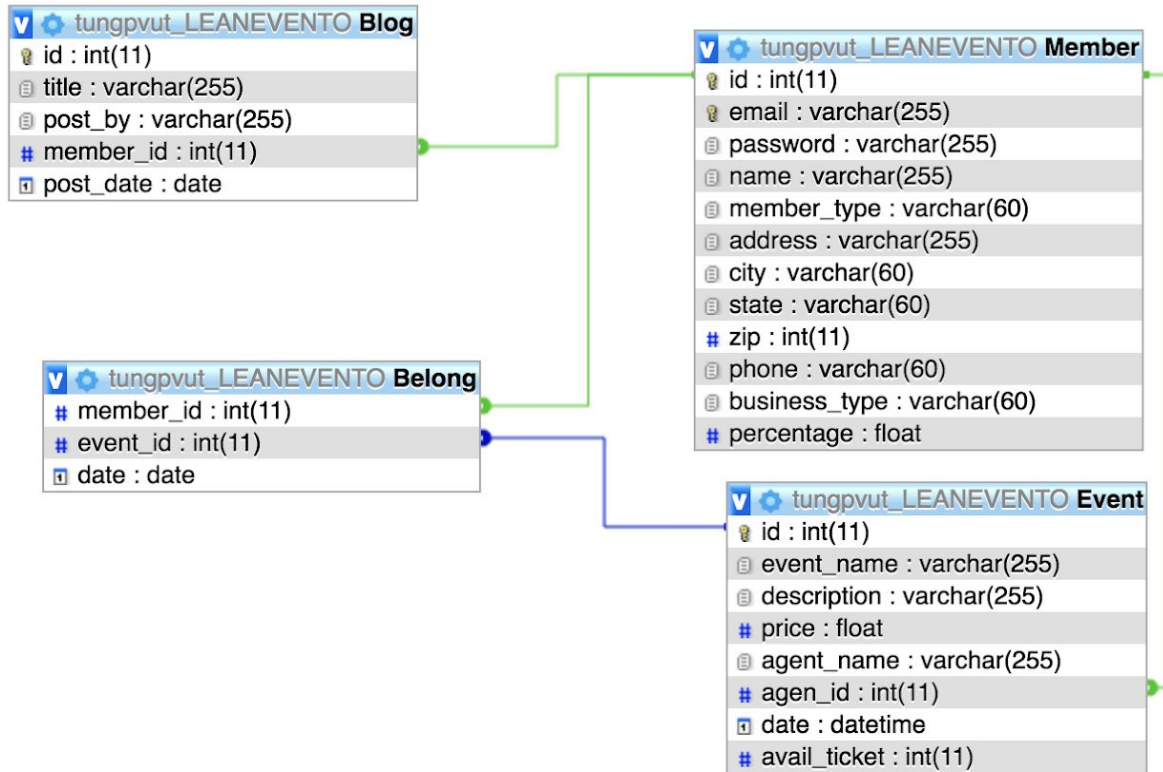 tungpvut_LEANEVENTO Blog
id : int(11)
title : varchar(255)
post_by : varchar(255)
# member_id : int(11)
post_date : date
tungpvut_LEANEVENTO Member
id : int(11)
email : varchar(255)
password : varchar(255)
name : varchar(255)
member_type : varchar(60)
address : varchar(255)
city : varchar(60)
state : varchar(60)
# zip : int(11)
phone : varchar(60)
business_type : varchar(60)
# percentage : float
tungpvut_LEANEVENTO Belong
# member_id : int(11)
# event_id : int(11)
date : date
tungpvut_LEANEVENTO Event
id : int(11)
event_name : varchar(255)
description : varchar(255)
# price : float
agent_name : varchar(255)
# agen_id : int(11)
date : datetime
# avail_ticket : int(11)